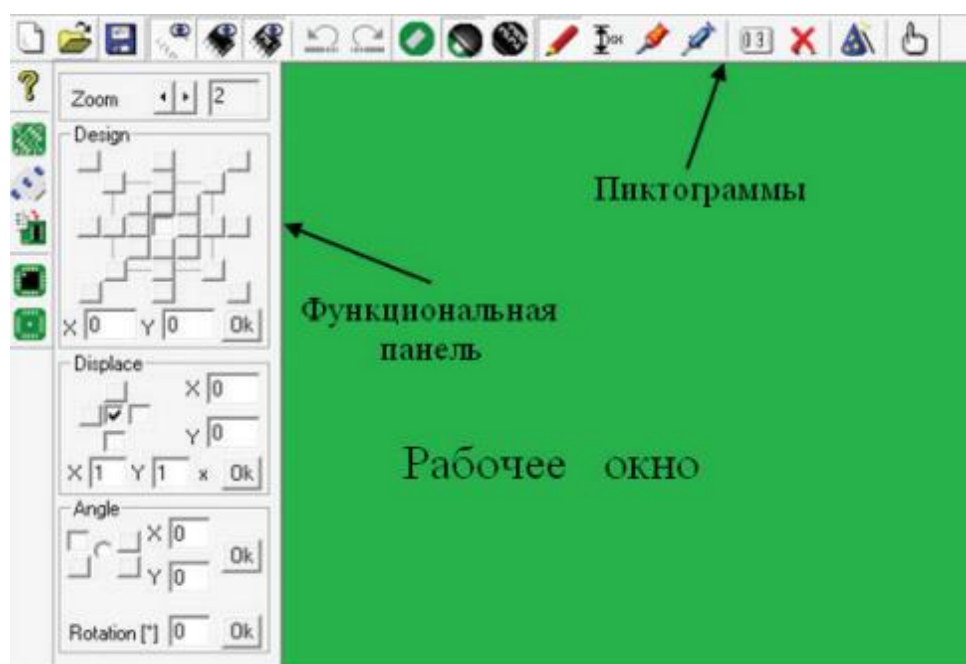 03
Zoom 2
Design
X 0 Y 0 Ok
Displace
X 0
Y 0
X 1 Y 1 x Ok
Angle
X 0
Y 0
Ok
Rotation [°] 0 Ok
Пиктограммы
Функциональная
панель
Рабочее окно